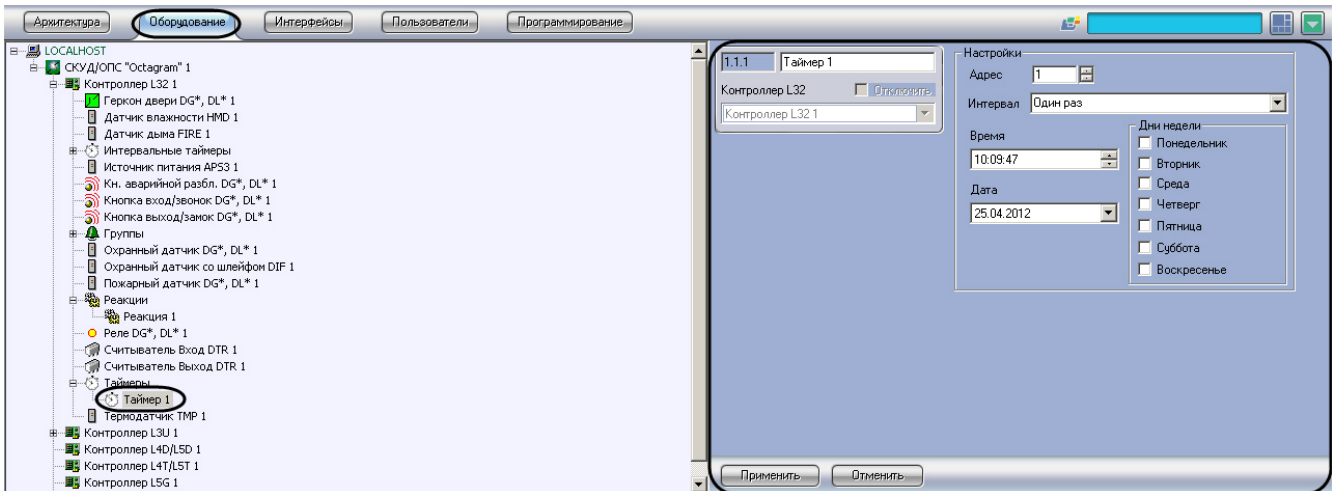 Архитектура Оборудование Интерфейсы Пользователи Программирование
LOCALHOST
СКУД/ОПС "Octagram" 1
Контроллер L32 1
Геркон двери DG*, DL* 1
Датчик влажности HMD 1
Датчик дыма FIRE 1
Интервальные таймеры
Источник питания APS3 1
Кн. аварийной разбл. DG*, DL* 1
Кнопка вход/звонок DG*, DL* 1
Кнопка выход/замок DG*, DL* 1
Группы
Охранный датчик DG*, DL* 1
Охранный датчик со шлейфом DIF 1
Пожарный датчик DG*, DL* 1
Реакции
Реакция 1
Реле DG*, DL* 1
Считыватель Вход DTR 1
Считыватель Выход DTR 1
Таймеры
Таймер 1
Термодатчик TMP 1
Контроллер L3U 1
Контроллер L4D/L5D 1
Контроллер L4T/L5T 1
Контроллер L5G 1
1.1.1 Таймер 1
Контроллер L32 Отключить
Контроллер L32 1
Настройки
Адрес 1
Интервал Один раз
Время
10:09:47
Дата
25.04.2012
Дни недели
Понедельник
Вторник
Среда
Четверг
Пятница
Суббота
Воскресенье
Применить Отменить